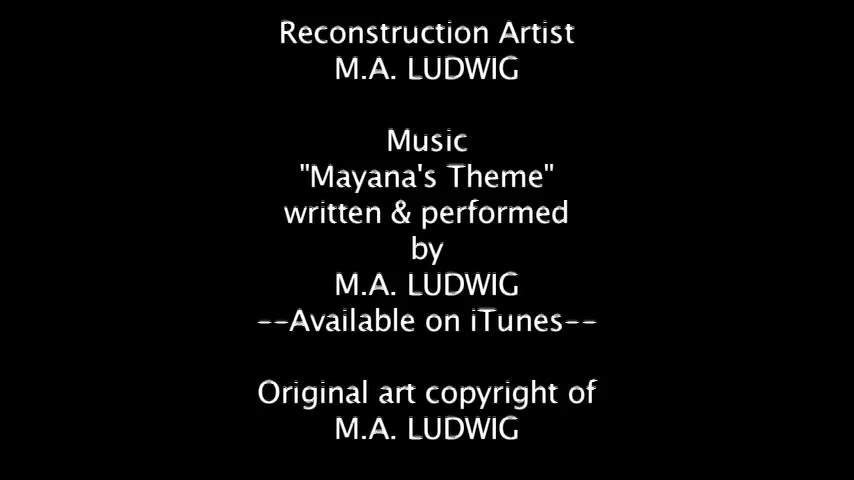 Reconstruction Artist
M.A. LUDWIG
Music
"Mayana's Theme"
written & performed
by
M.A. LUDWIG
--Available on iTunes--
Original art copyright of
M.A. LUDWIG